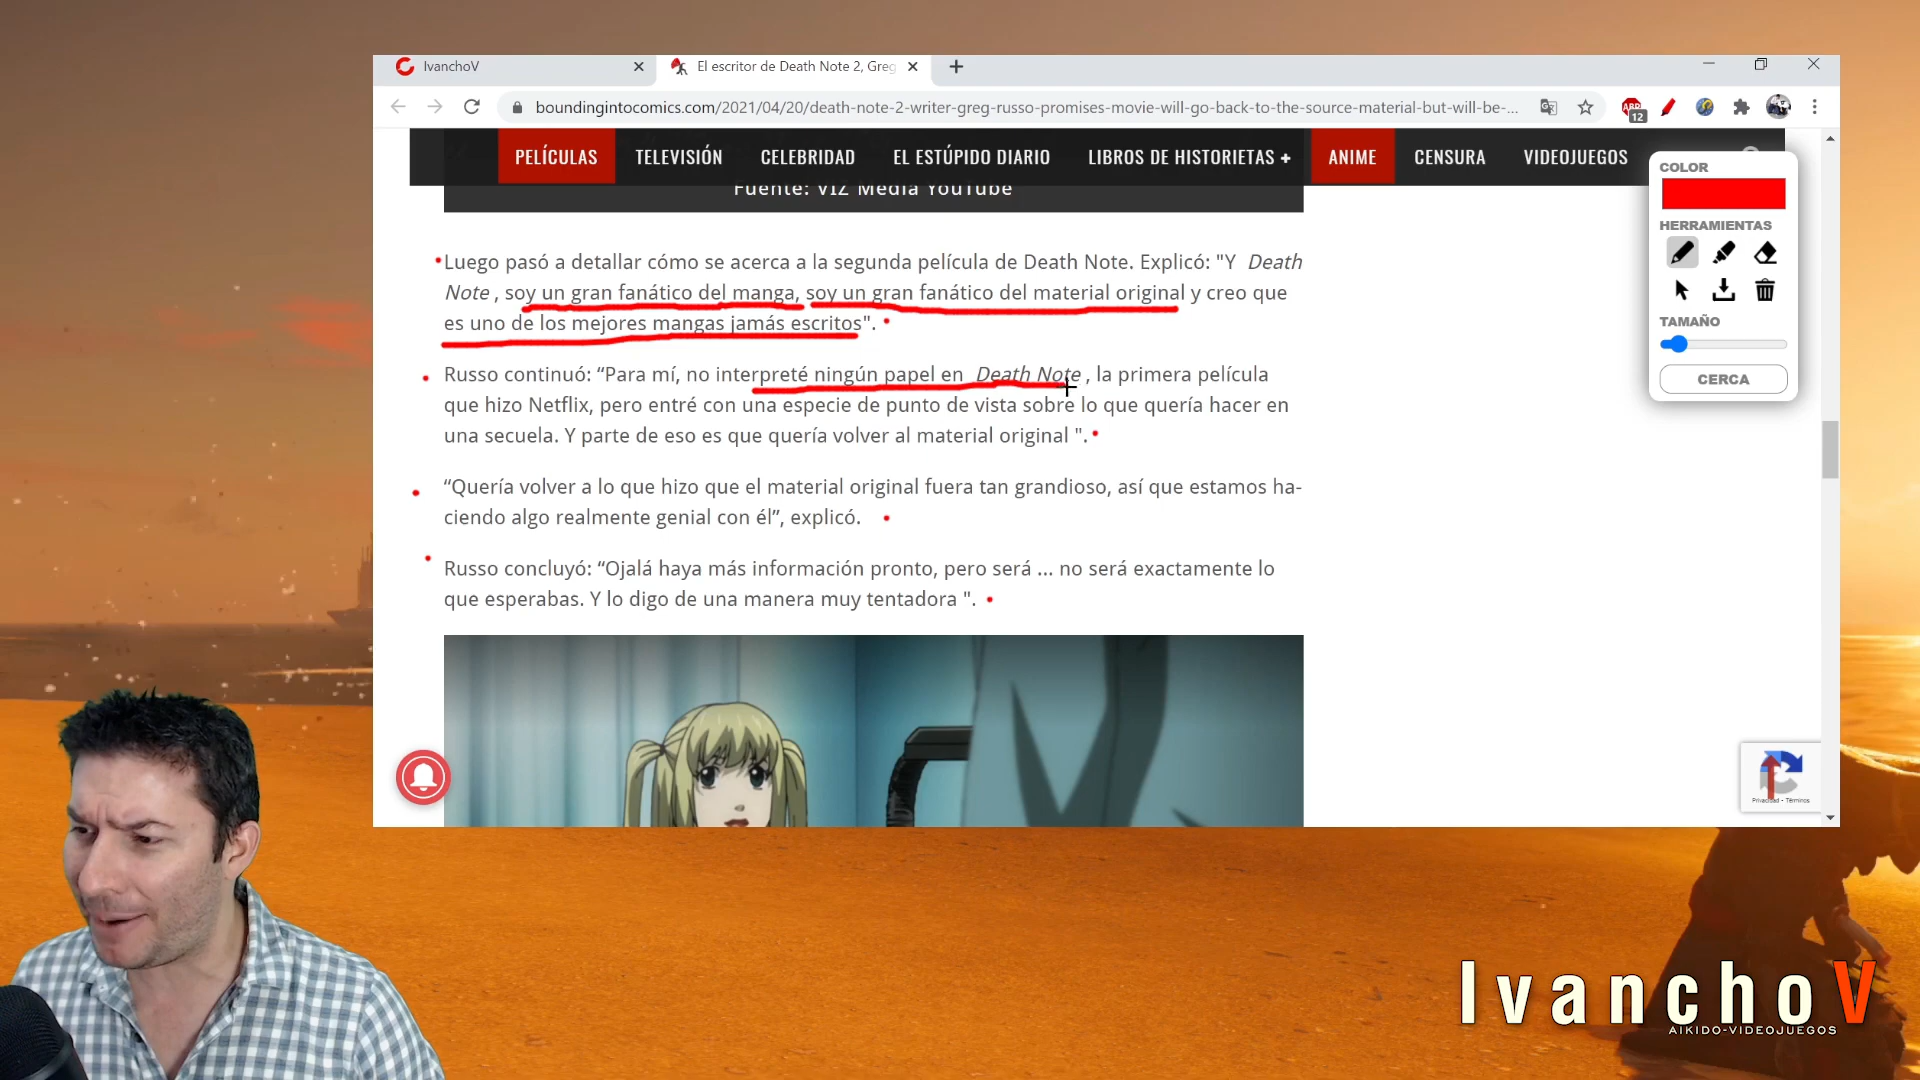 IvanchoV
El escritor de Death Note 2, Greg
boundingintocomics.com/2021/04/20/death-note-2-writer-greg-russo-promises-movie-will-go-back-to-the-source-material-but-will-be-...
ABP
12
PELÍCULAS TELEVISIÓN CELEBRIDAD EL ESTÚPIDO DIARIO LIBROS DE HISTORIETAS + ANIME CENSURA VIDEOJUEGOS
Fuente: VIZ Media YouTube
COLOR
HERRAMIENTAS
TAMAÑO
CERCA
Luego pasó a detallar cómo se acerca a la segunda película de Death Note. Explicó: "Y Death
Note , soy un gran fanático del manga, soy un gran fanático del material original y creo que
es uno de los mejores mangas jamás escritos".
Russo continuó: “Para mí, no interpreté ningún papel en Death Note , la primera película
que hizo Netflix, pero entré con una especie de punto de vista sobre lo que quería hacer en
una secuela. Y parte de eso es que quería volver al material original ".
“Quería volver a lo que hizo que el material original fuera tan grandioso, así que estamos ha-
ciendo algo realmente genial con él”, explicó.
Russo concluyó: “Ojalá haya más información pronto, pero será ... no será exactamente lo
que esperabas. Y lo digo de una manera muy tentadora ".
Privacidad • Términos
IvanchoV
AIKIDO-VIDEOJUEGOS